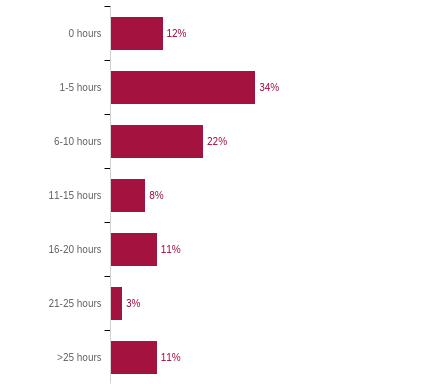 0 hours 12%
1-5 hours 34%
6-10 hours 22%
11-15 hours 8%
16-20 hours 11%
21-25 hours 3%
>25 hours 11%